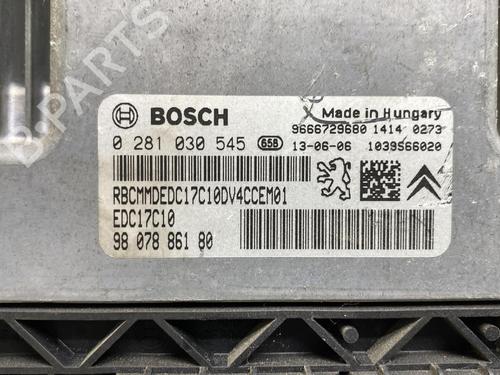 BOSCH
Made in Hungary
9666729680 1414 0273
0 281 030 545 658 13-06-06 1039S66020
RBCMMDEDC17C10DV4CCEM01
EDC17C10
98 078 861 80
B-PARTS